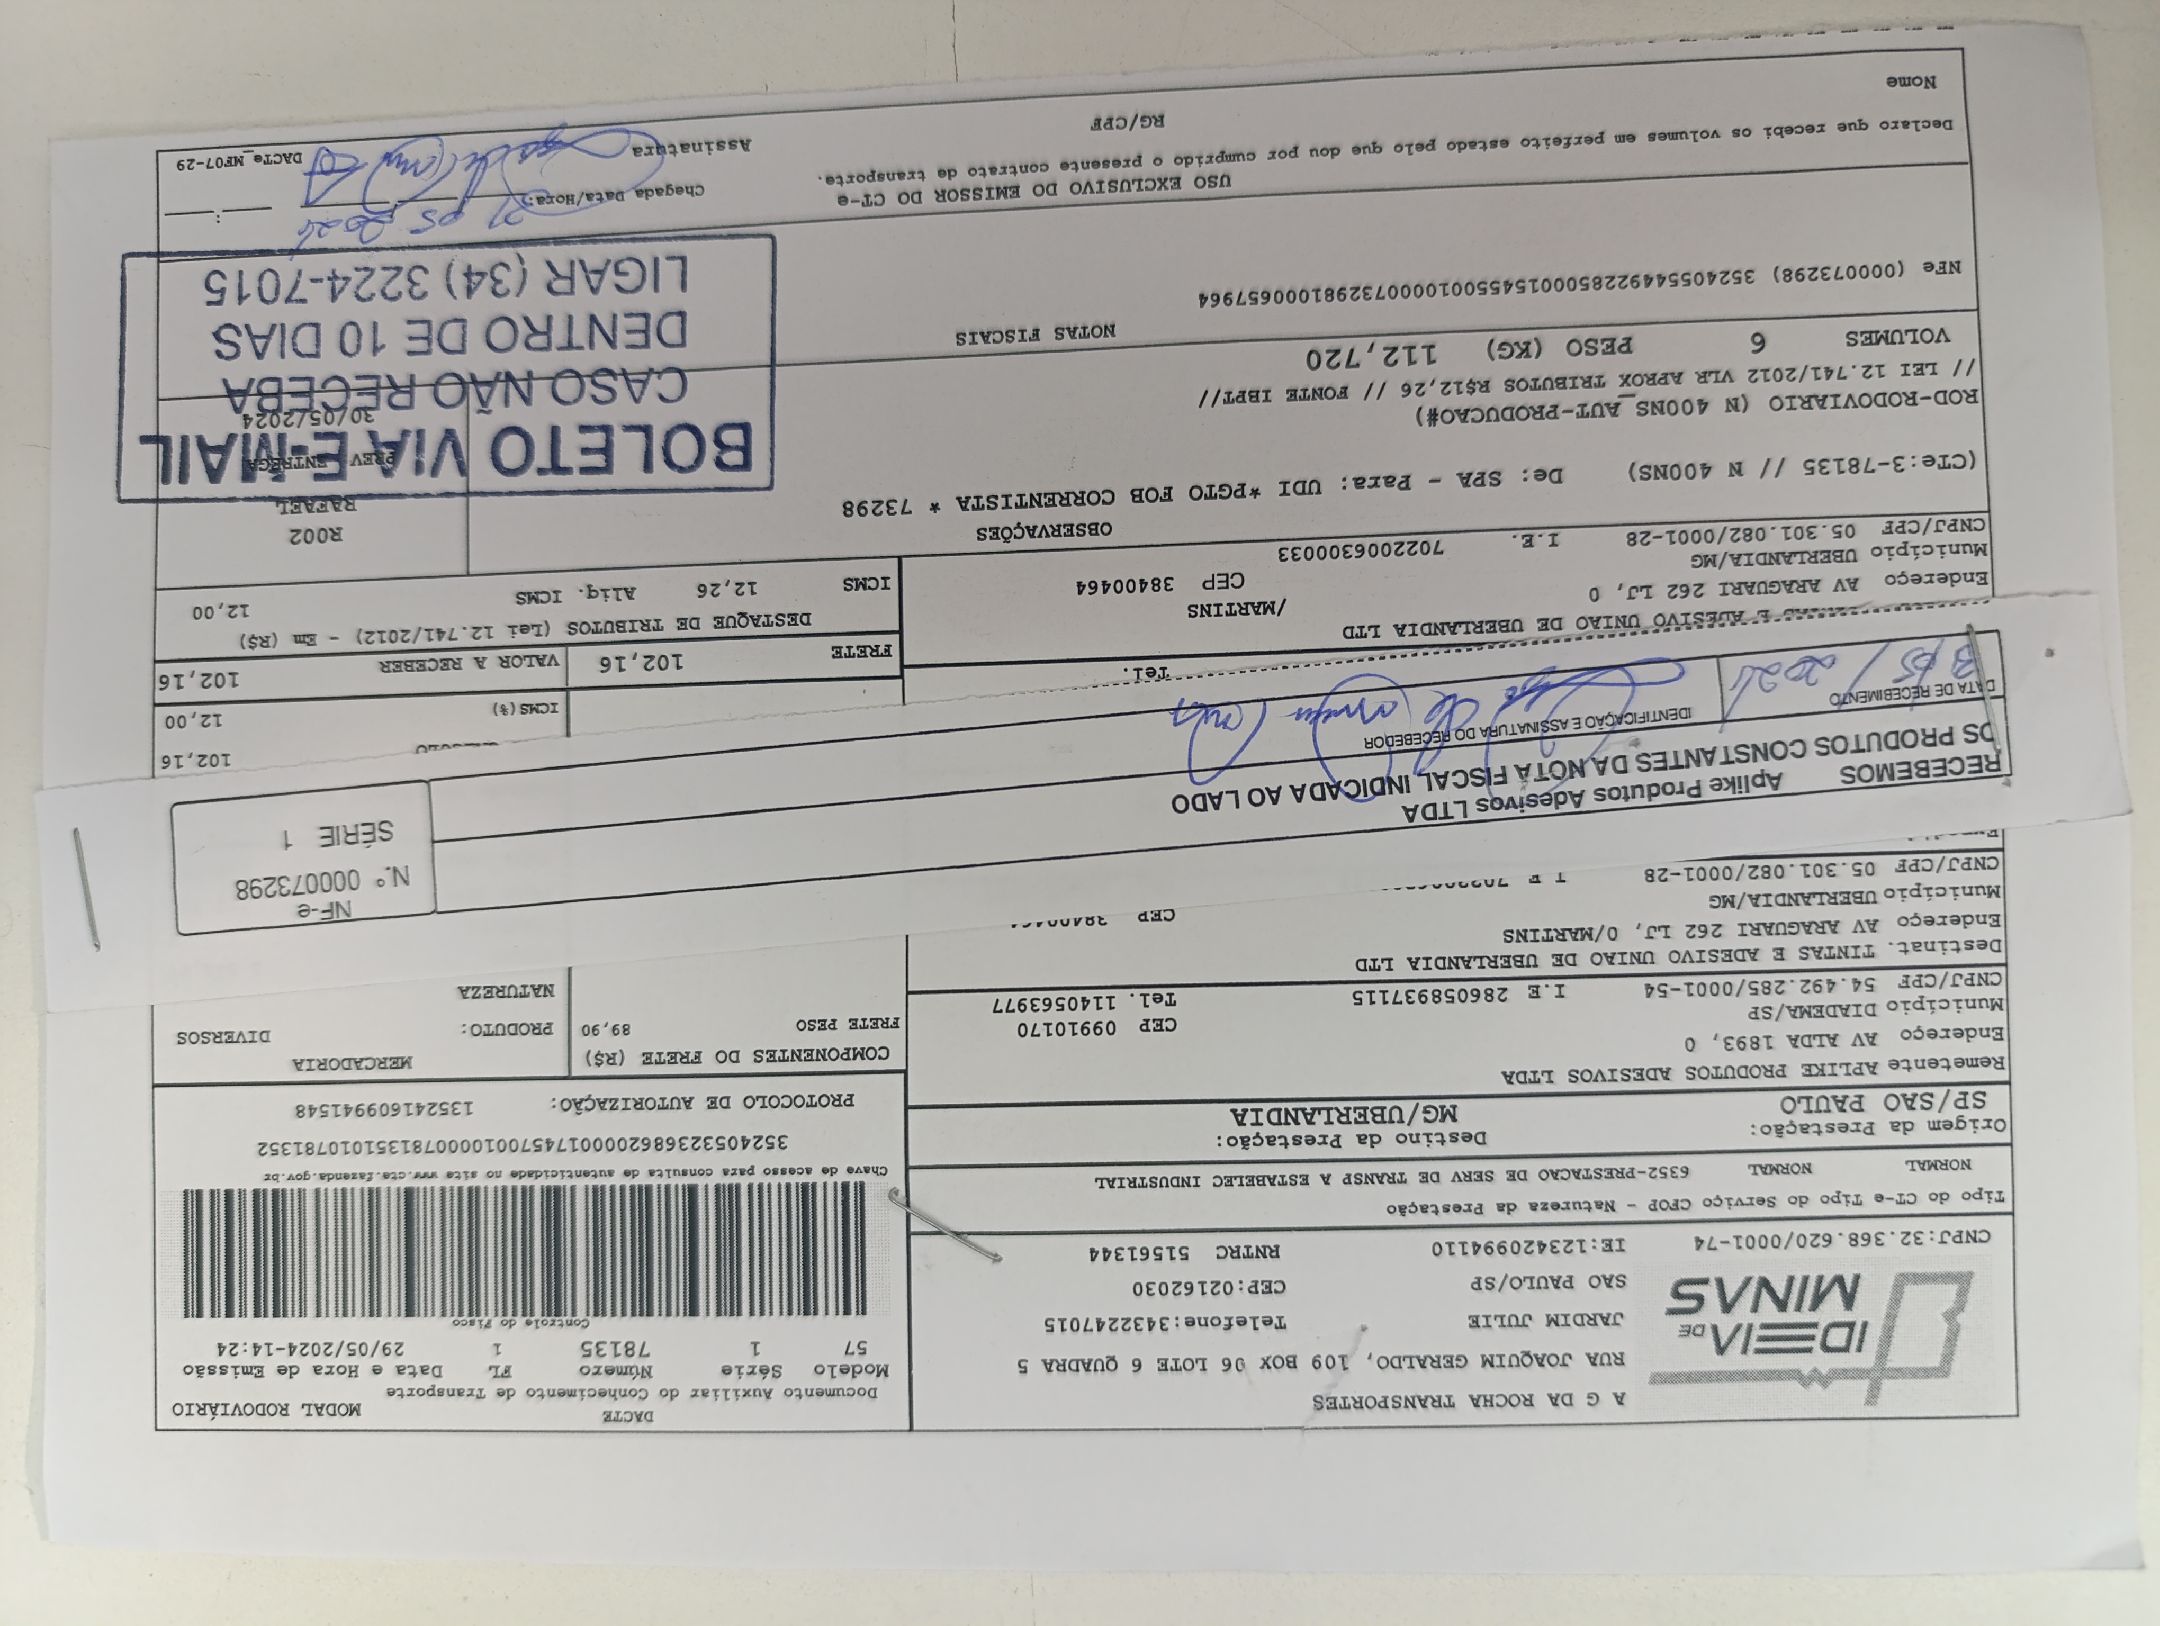 IDEIA DE
MINAS
A G DA ROCHA TRANSPORTES
RUA JOAQUIM GERALDO, 109 BOX 06 LOTE 6 QUADRA 5
JARDIM JULIE Telefone:3432247015
SAO PAULO/SP CEP:02162030
CNPJ:32.368.620/0001-74 IE:123420994110 RNTRC 51561344
DACTE MODAL RODOVIÁRIO
Documento Auxiliar do Conhecimento de Transporte
Modelo Série Número FL Data e Hora de Emissão
57 1 78135 1 29/05/2024-14:24
Controle do Fisco
Chave de acesso para consulta de autenticidade no site www.cte.fazenda.gov.br
35240532368620000174570010000781351010781352
PROTOCOLO DE AUTORIZAÇÃO: 135241609941548
Tipo do CT-e Tipo do Serviço CFOP - Natureza da Prestação
NORMAL NORMAL 6352-PRESTACAO DE SERV DE TRANSP A ESTABELEC INDUSTRIAL
Origem da Prestação: Destino da Prestação:
SP/SAO PAULO MG/UBERLANDIA
Remetente APLIKE PRODUTOS ADESIVOS LTDA
Endereço AV ALDA 1893, 0
Município DIADEMA/SP CEP 09910170
CNPJ/CPF 54.492.285/0001-54 I.E 286058937115 Tel. 1140563977
COMPONENTES DO FRETE (R$) MERCADORIA
FRETE PESO 89,90 PRODUTO: DIVERSOS
NATUREZA
Destinat. TINTAS E ADESIVO UNIAO DE UBERLANDIA LTD
Endereço AV ARAGUARI 262 LJ, 0/MARTINS
Município UBERLANDIA/MG CEP 38400464
CNPJ/CPF 05.301.082/0001-28
RECEBEMOS Aplike Produtos Adesivos LTDA
OS PRODUTOS CONSTANTES DA NOTA FISCAL INDICADA AO LADO
DATA DE RECEBIMENTO IDENTIFICAÇÃO E ASSINATURA DO RECEBEDOR
NF-e
N.º 000073298
SÉRIE 1
102,16
ICMS(%) 12,00
Tel.
FRETE 102,16 VALOR A RECEBER 102,16
E ADESIVO UNIAO DE UBERLANDIA LTD
Endereço AV ARAGUARI 262 LJ, 0 /MARTINS
Município UBERLANDIA/MG CEP 38400464
CNPJ/CPF 05.301.082/0001-28 I.E. 702206300033
DESTAQUE DE TRIBUTOS (Lei 12.741/2012) - Em (R$)
ICMS 12,26 Aliq. ICMS 12,00
OBSERVAÇÕES
(CTe:3-78135 // N 400NS) De: SPA - Para: UDI *PGTO FOB CORRENTISTA * 73298
ROD-RODOVIARIO (N 400NS_AUT-PRODUCAO#)
// LEI 12.741/2012 VLR APROX TRIBUTOS R$12,26 // FONTE IBPT//
VOLUMES 6 PESO (KG) 112,720
R002
RAFAEL
PREV ENTREGA
30/05/2024
BOLETO VIA E-MAIL
CASO NÃO RECEBA
DENTRO DE 10 DIAS
LIGAR (34) 3224-7015
NOTAS FISCAIS
NFe (000073298) 35240554492285000154550010000732981000657964
USO EXCLUSIVO DO EMISSOR DO CT-e
Declaro que recebi os volumes em perfeito estado pelo que dou por cumprido o presente contrato de transporte.
Chegada Data/Hora:
Nome RG/CPF Assinatura
DACTe_MF07-29